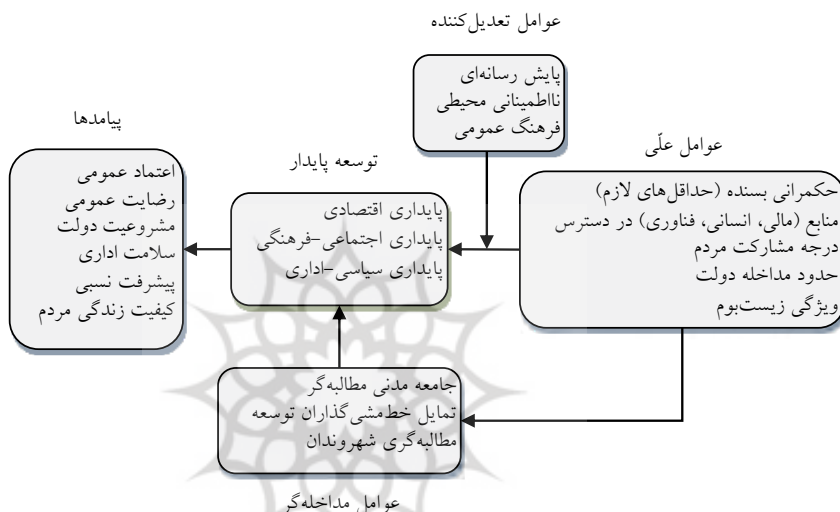 عوامل تعدیل‌کننده
پایش رسانه‌ای
نااطمینانی محیطی
فرهنگ عمومی
عوامل علّی
حکمرانی بسنده (حداقل‌های لازم)
منابع (مالی، انسانی، فناوری) در دسترس
درجه مشارکت مردم
حدود مداخله دولت
ویژگی زیست‌بوم
توسعه پایدار
پایداری اقتصادی
پایداری اجتماعی-فرهنگی
پایداری سیاسی-اداری
پیامدها
اعتماد عمومی
رضایت عمومی
مشروعیت دولت
سلامت اداری
پیشرفت نسبی
کیفیت زندگی مردم
جامعه مدنی مطالبه‌گر
تمایل خط‌مشی‌گذاران توسعه
مطالبه‌گری شهروندان
عوامل مداخله‌گر